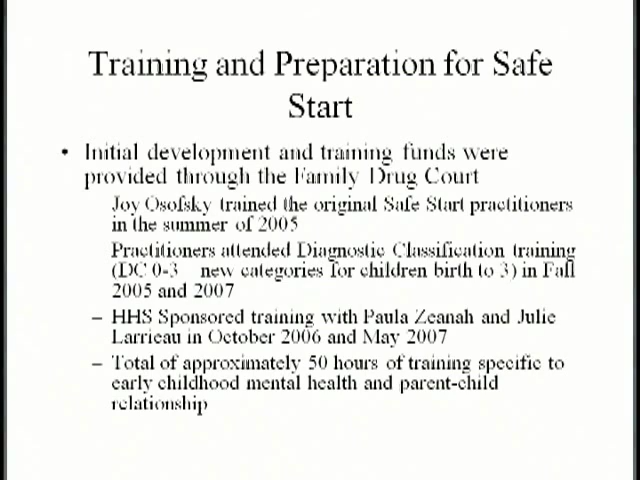 Training and Preparation for Safe
Start
• Initial development and training funds were
provided through the Family Drug Court
Joy Osofsky trained the original Safe Start practitioners
in the summer of 2005
Practitioners attended Diagnostic Classification training
(DC 0-3 new categories for children birth to 3) in Fall
2005 and 2007
– HHS Sponsored training with Paula Zeanah and Julie
Larrieau in October 2006 and May 2007
– Total of approximately 50 hours of training specific to
early childhood mental health and parent-child
relationship